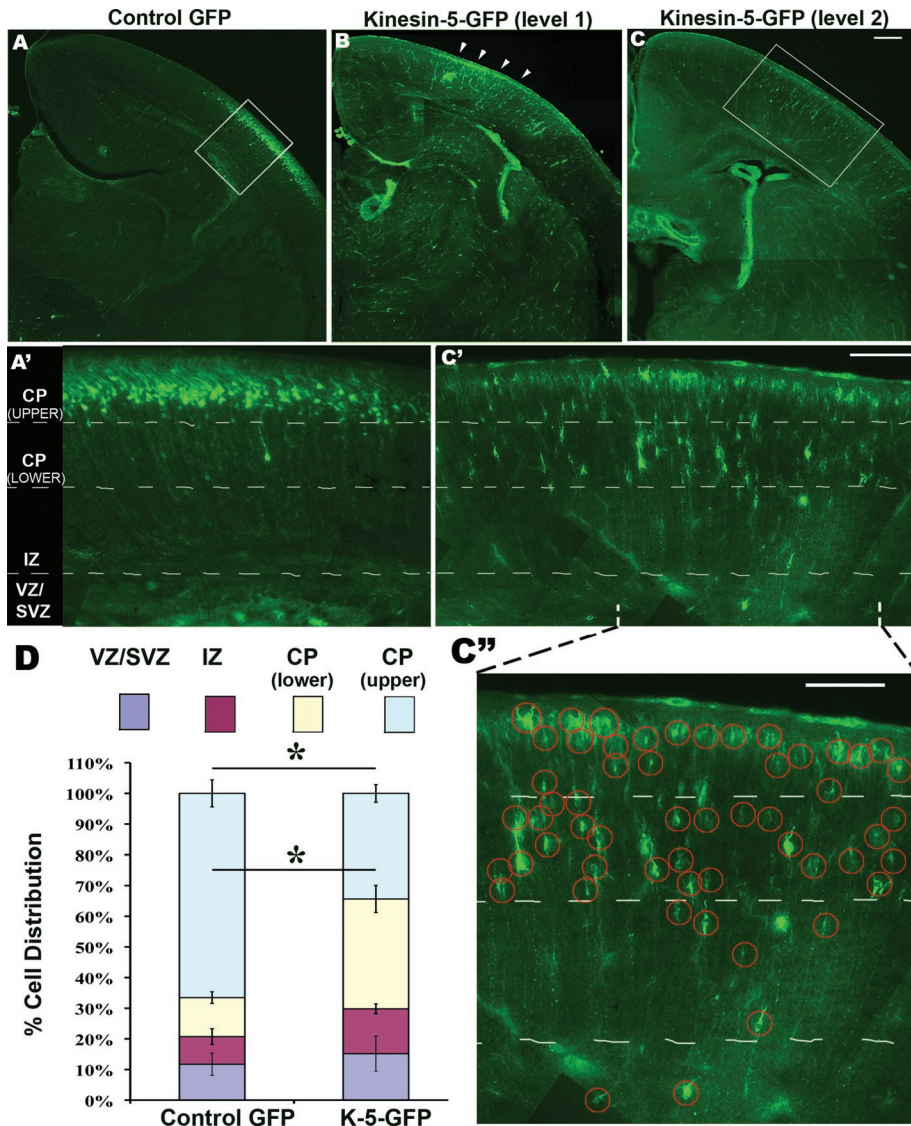 Control GFP
Kinesin-5-GFP (level 1)
Kinesin-5-GFP (level 2)
A
B
C
A'
C'
CP
(UPPER)
CP
(LOWER)
IZ
VZ/
SVZ
D
VZ/SVZ
IZ
CP
(lower)
CP
(upper)
C”
110%
100%
90%
80%
70%
60%
50%
40%
30%
20%
10%
0%
% Cell Distribution
*
*
Control GFP
K-5-GFP